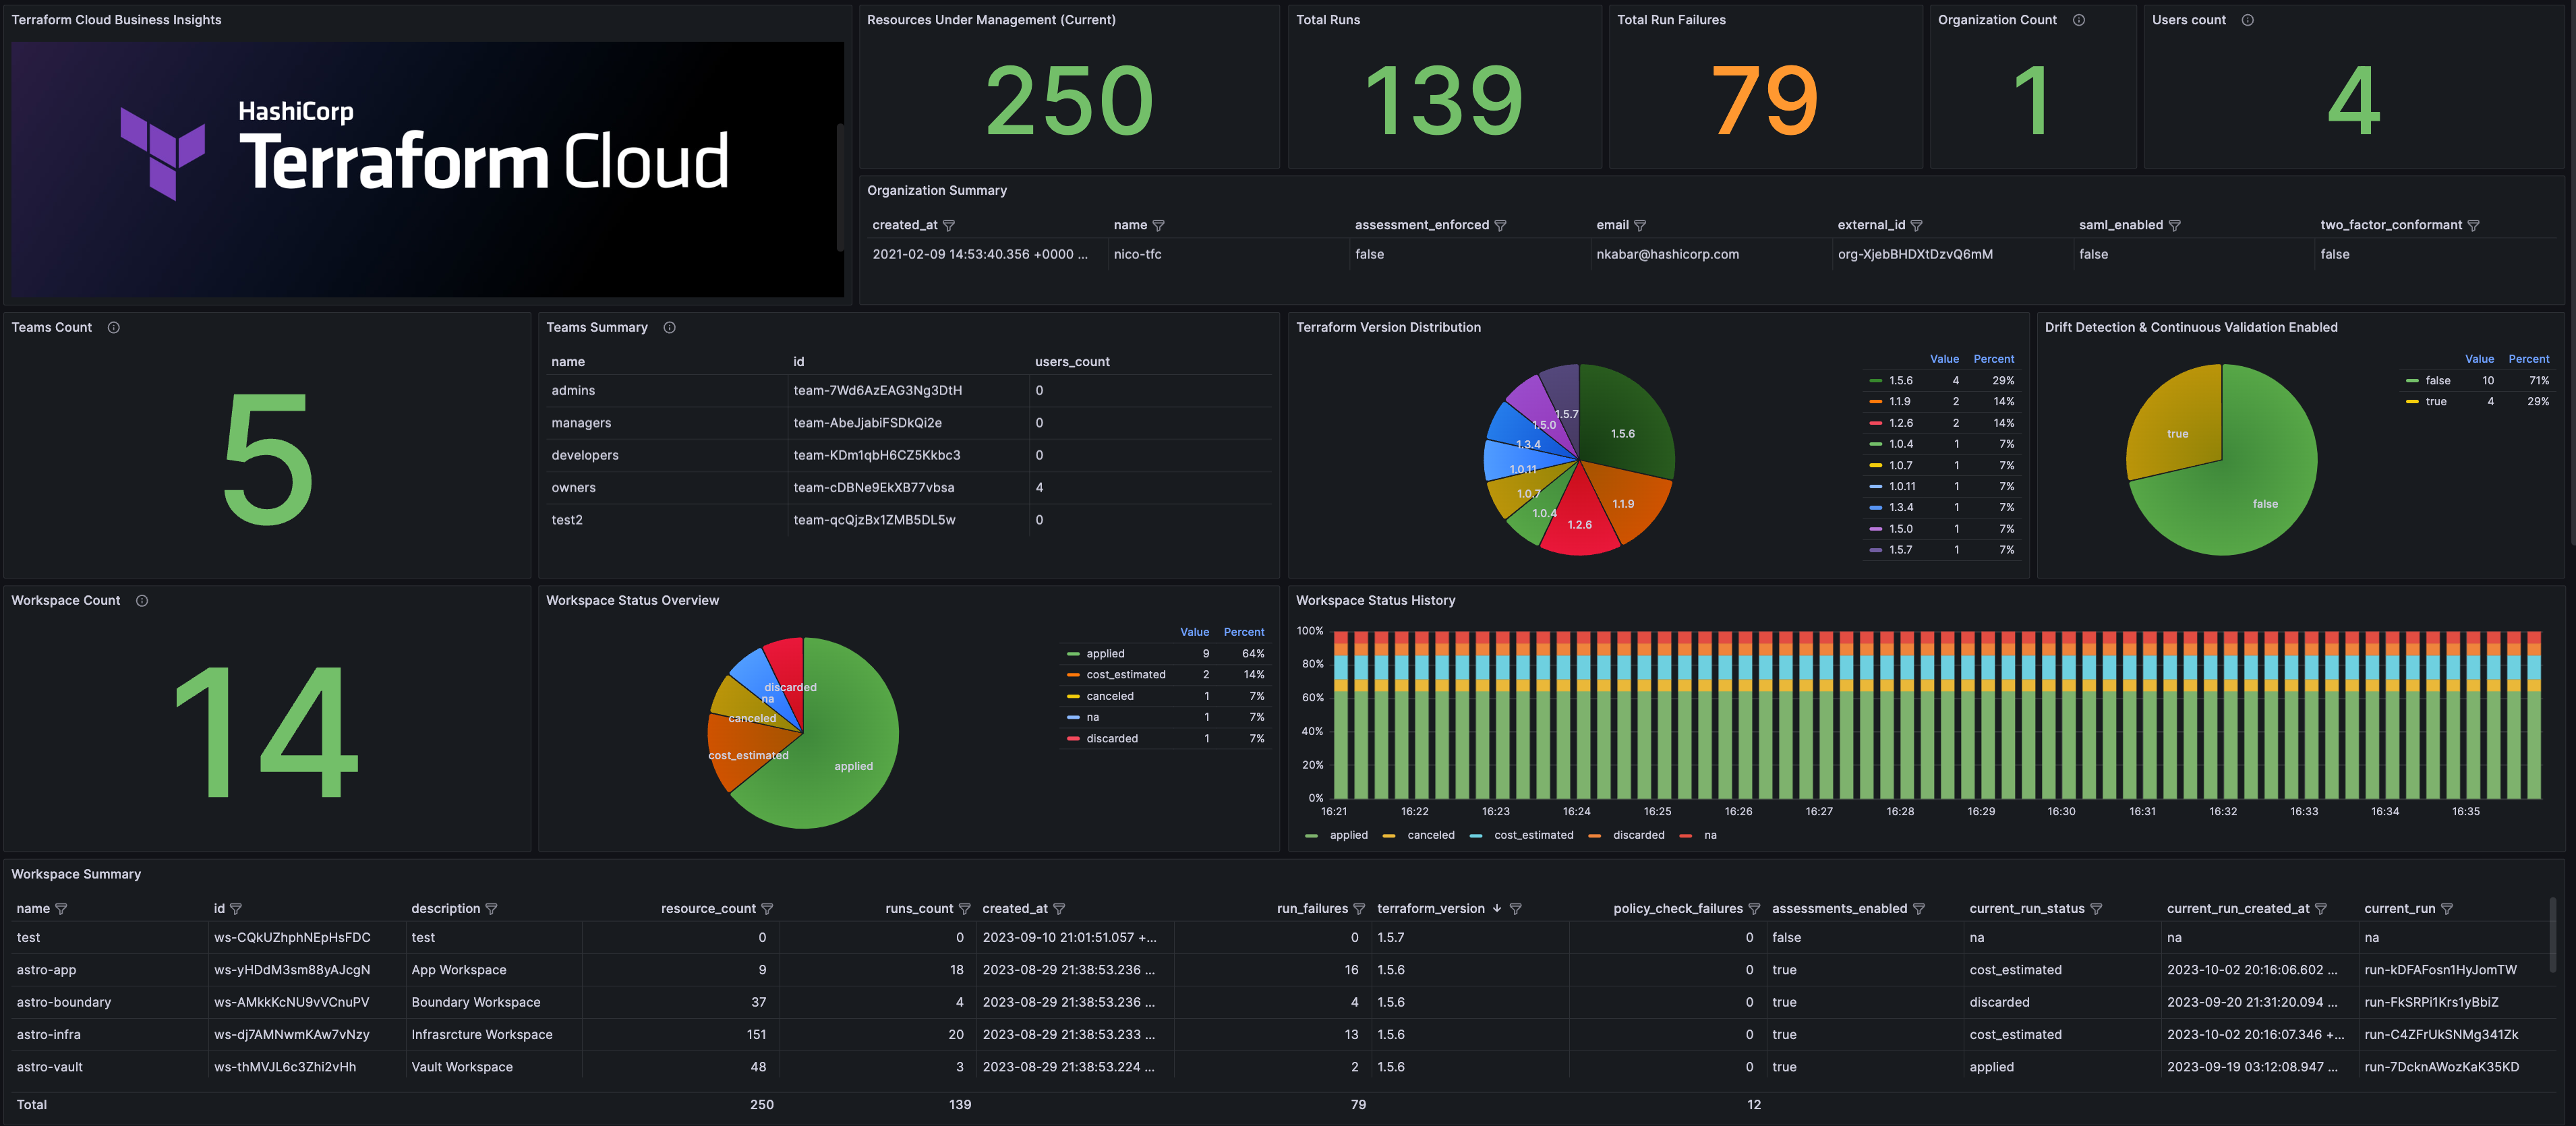 Terraform Cloud Business Insights
HashiCorp
Terraform Cloud
Resources Under Management (Current)
250
Total Runs
139
Total Run Failures
79
Organization Count
1
Users count
4
Organization Summary
created_at name assessment_enforced email external_id saml_enabled two_factor_conformant
2021-02-09 14:53:40.356 +0000 ... nico-tfc false nkabar@hashicorp.com org-XjebBHDXtDzvQ6mM false false
Teams Count
5
Teams Summary
name id users_count
admins team-7Wd6AzEAG3Ng3DtH 0
managers team-AbeJjabiFSDkQi2e 0
developers team-KDm1qbH6CZ5Kkbc3 0
owners team-cDBNe9EkXB77vbsa 4
test2 team-qcQjzBx1ZMB5DL5w 0
Terraform Version Distribution
1.5.7
1.5.0
1.5.6
1.3.4
1.0.11
1.0.7
1.1.9
1.0.4
1.2.6
Value Percent
1.5.6 4 29%
1.1.9 2 14%
1.2.6 2 14%
1.0.4 1 7%
1.0.7 1 7%
1.0.11 1 7%
1.3.4 1 7%
1.5.0 1 7%
1.5.7 1 7%
Drift Detection & Continuous Validation Enabled
true
false
Value Percent
false 10 71%
true 4 29%
Workspace Count
14
Workspace Status Overview
discarded
na
canceled
cost_estimated
applied
Value Percent
applied 9 64%
cost_estimated 2 14%
canceled 1 7%
na 1 7%
discarded 1 7%
Workspace Status History
100%
80%
60%
40%
20%
0%
16:21 16:22 16:23 16:24 16:25 16:26 16:27 16:28 16:29 16:30 16:31 16:32 16:33 16:34 16:35
applied canceled cost_estimated discarded na
Workspace Summary
name id description resource_count runs_count created_at run_failures terraform_version policy_check_failures assessments_enabled current_run_status current_run_created_at current_run
test ws-CQkUZhphNEpHsFDC test 0 0 2023-09-10 21:01:51.057 +... 0 1.5.7 0 false na na na
astro-app ws-yHDdM3sm88yAJcgN App Workspace 9 18 2023-08-29 21:38:53.236 ... 16 1.5.6 0 true cost_estimated 2023-10-02 20:16:06.602 ... run-kDFAFosn1HyJomTW
astro-boundary ws-AMkkKcNU9vVCnuPV Boundary Workspace 37 4 2023-08-29 21:38:53.236 ... 4 1.5.6 0 true discarded 2023-09-20 21:31:20.094 ... run-FkSRPi1Krs1yBbiZ
astro-infra ws-dj7AMNwmKAw7vNzy Infrasrcture Workspace 151 20 2023-08-29 21:38:53.233 ... 13 1.5.6 0 true cost_estimated 2023-10-02 20:16:07.346 +... run-C4ZFrUkSNMg341Zk
astro-vault ws-thMVJL6c3Zhi2vHh Vault Workspace 48 3 2023-08-29 21:38:53.224 ... 2 1.5.6 0 true applied 2023-09-19 03:12:08.947 ... run-7DcknAWozKaK35KD
Total 250 139 79 12